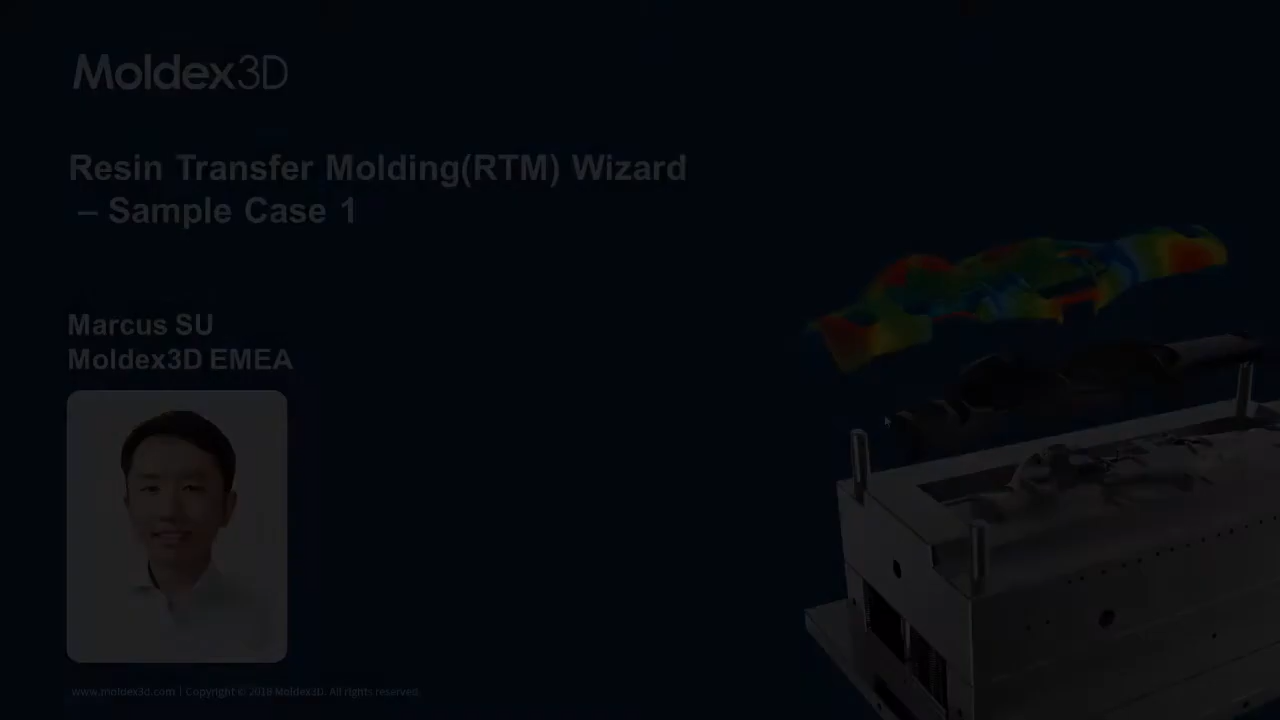 Moldex3D
Resin Transfer Molding(RTM) Wizard
– Sample Case 1
Marcus SU
Moldex3D EMEA
www.moldex3d.com | Copyright © 2018 Moldex3D. All rights reserved.